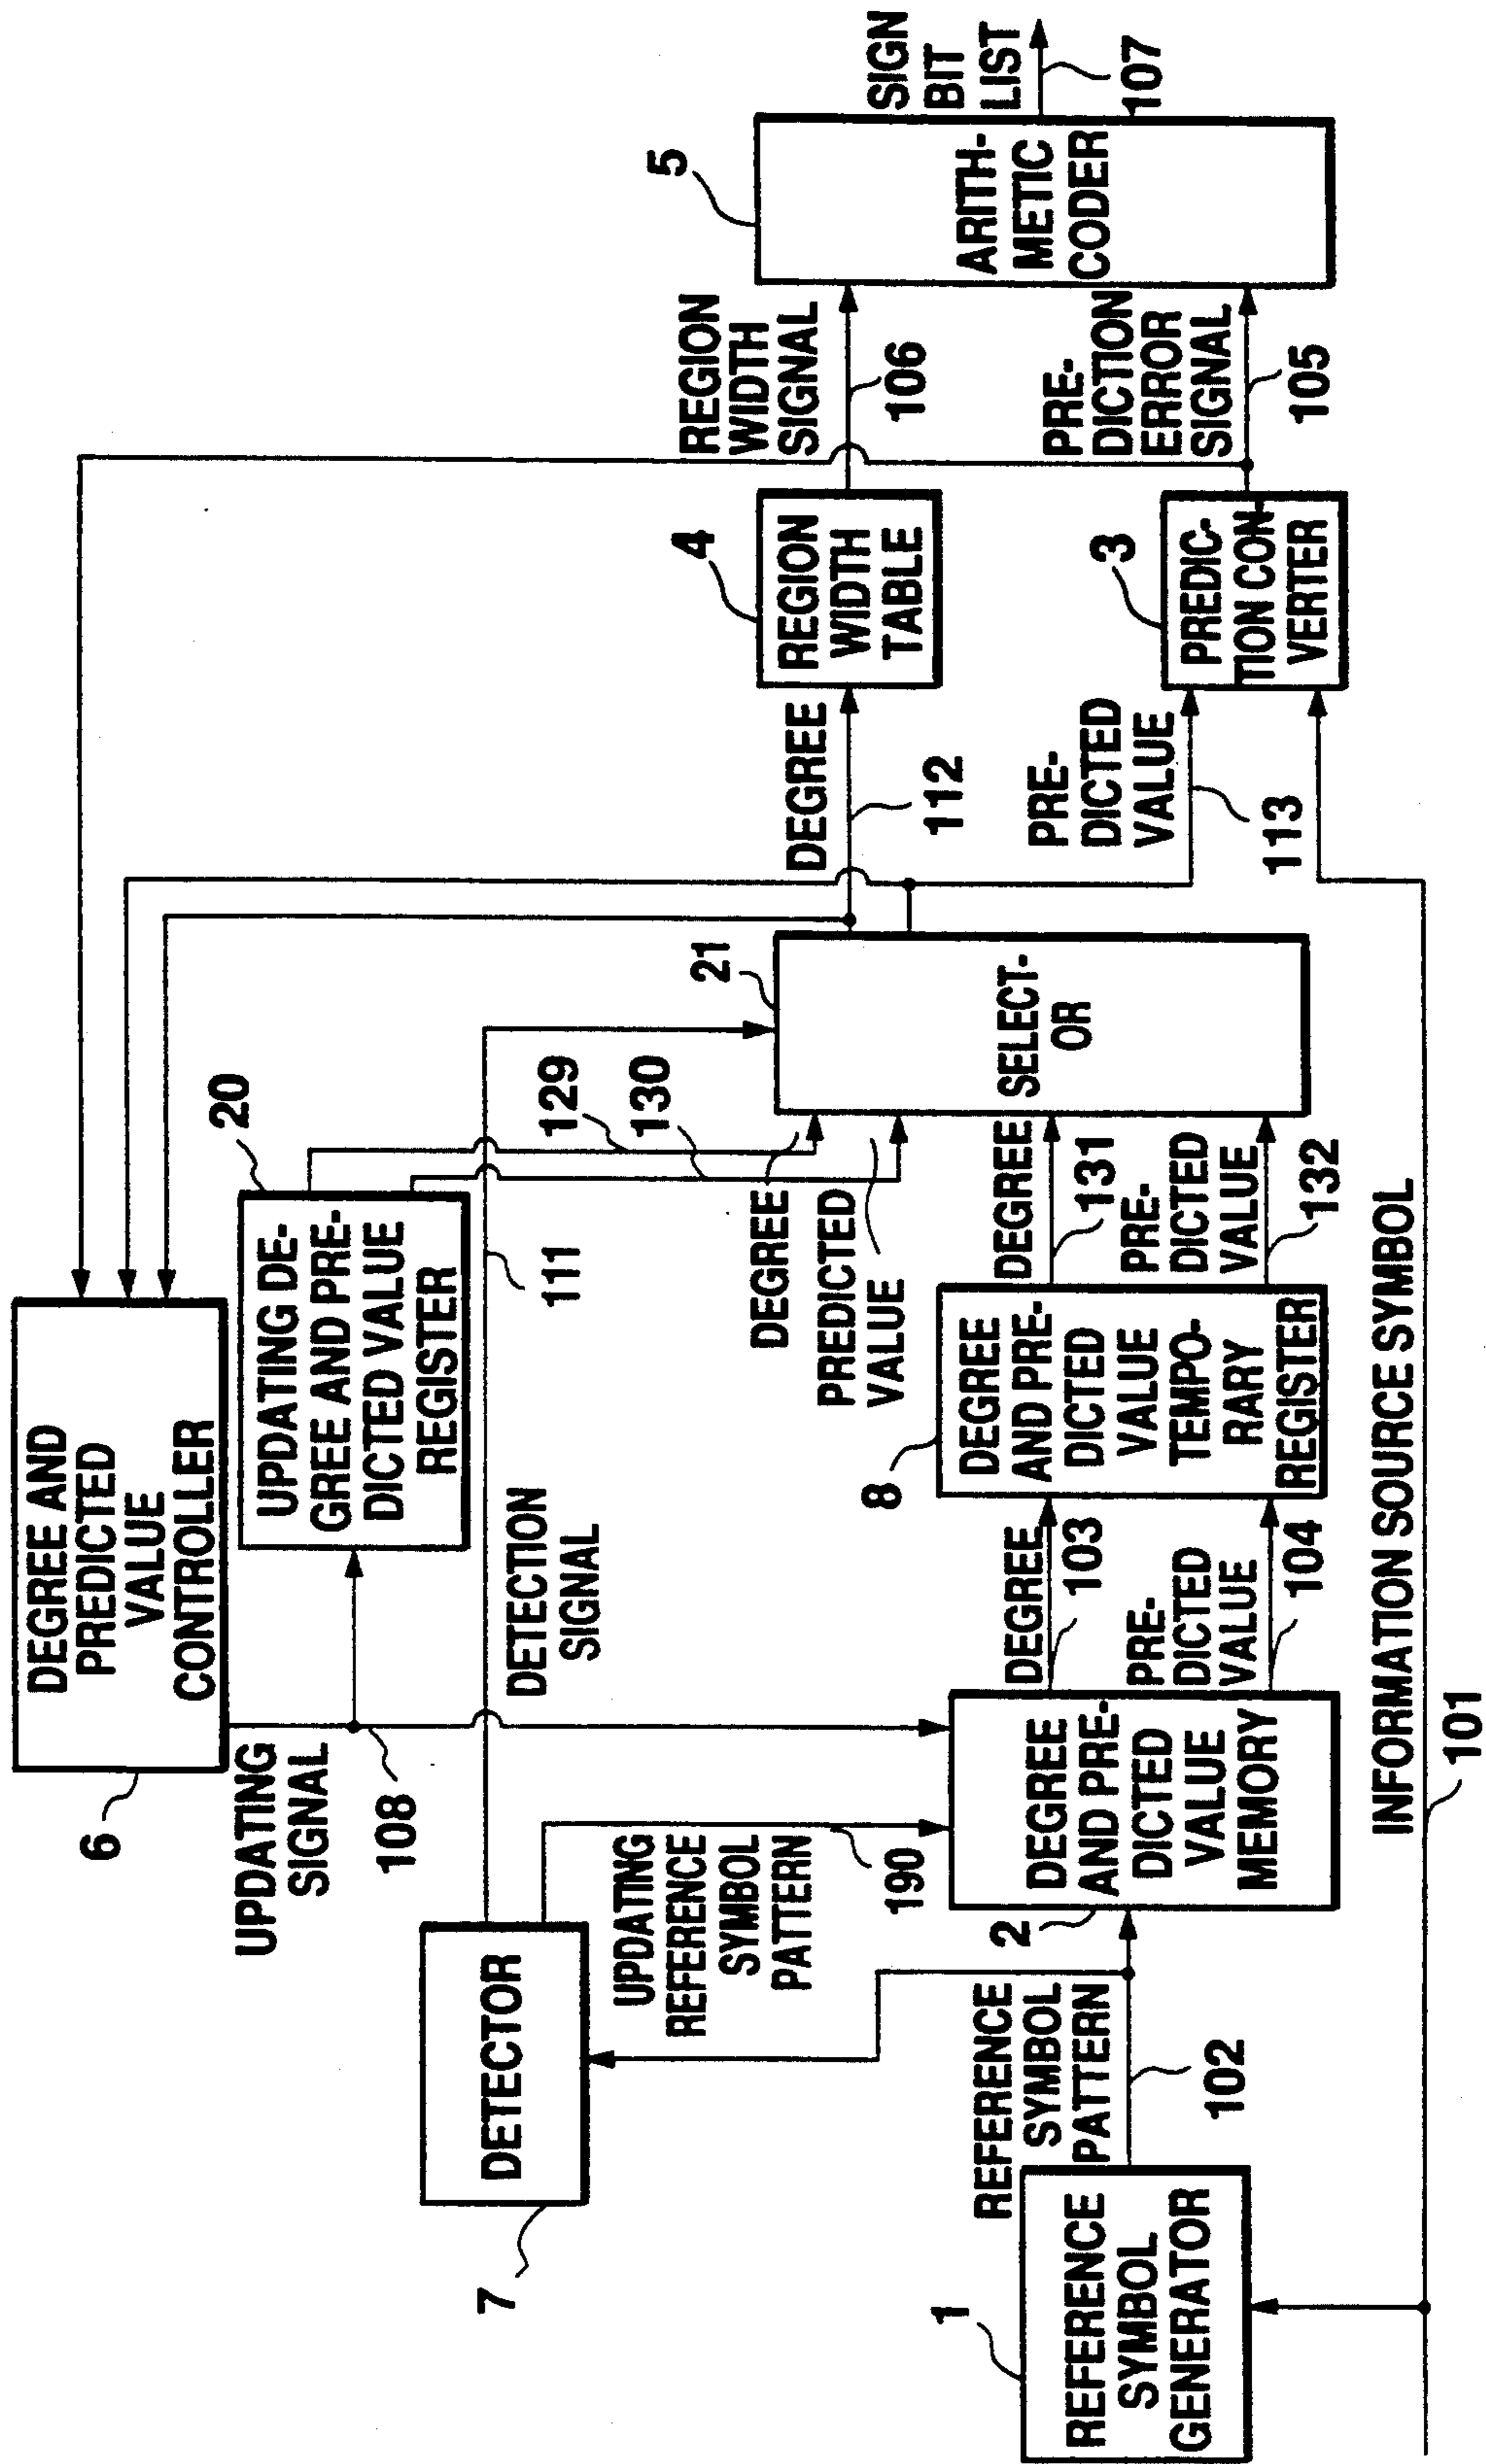 DEGREE AND
PREDICTED
VALUE
CONTROLLER
6
UPDATING
SIGNAL
108
UPDATING DE-
GREE AND PRE-
DICTED VALUE
REGISTER
20
DETECTOR
7
DETECTION
SIGNAL
111
UPDATING
REFERENCE
SYMBOL
PATTERN
190
129
130
DEGREE
PREDICTED
VALUE
REFERENCE
SYMBOL
GENERATOR
1
REFERENCE
SYMBOL
PATTERN
102
DEGREE
AND PRE-
DICTED
VALUE
MEMORY
2
DEGREE
103
PRE-
DICTED
VALUE
104
DEGREE
AND PRE-
DICTED
VALUE
TEMPO-
RARY
REGISTER
8
DEGREE
131
PRE-
DICTED
VALUE
132
SELECT-
OR
21
DEGREE
112
PRE-
DICTED
VALUE
113
REGION
WIDTH
TABLE
4
PREDIC-
TION CON-
VERTER
3
REGION
WIDTH
SIGNAL
106
PRE-
DICTION
ERROR
SIGNAL
105
ARITH-
METIC
CODER
5
SIGN
BIT
LIST
107
INFORMATION SOURCE SYMBOL
101